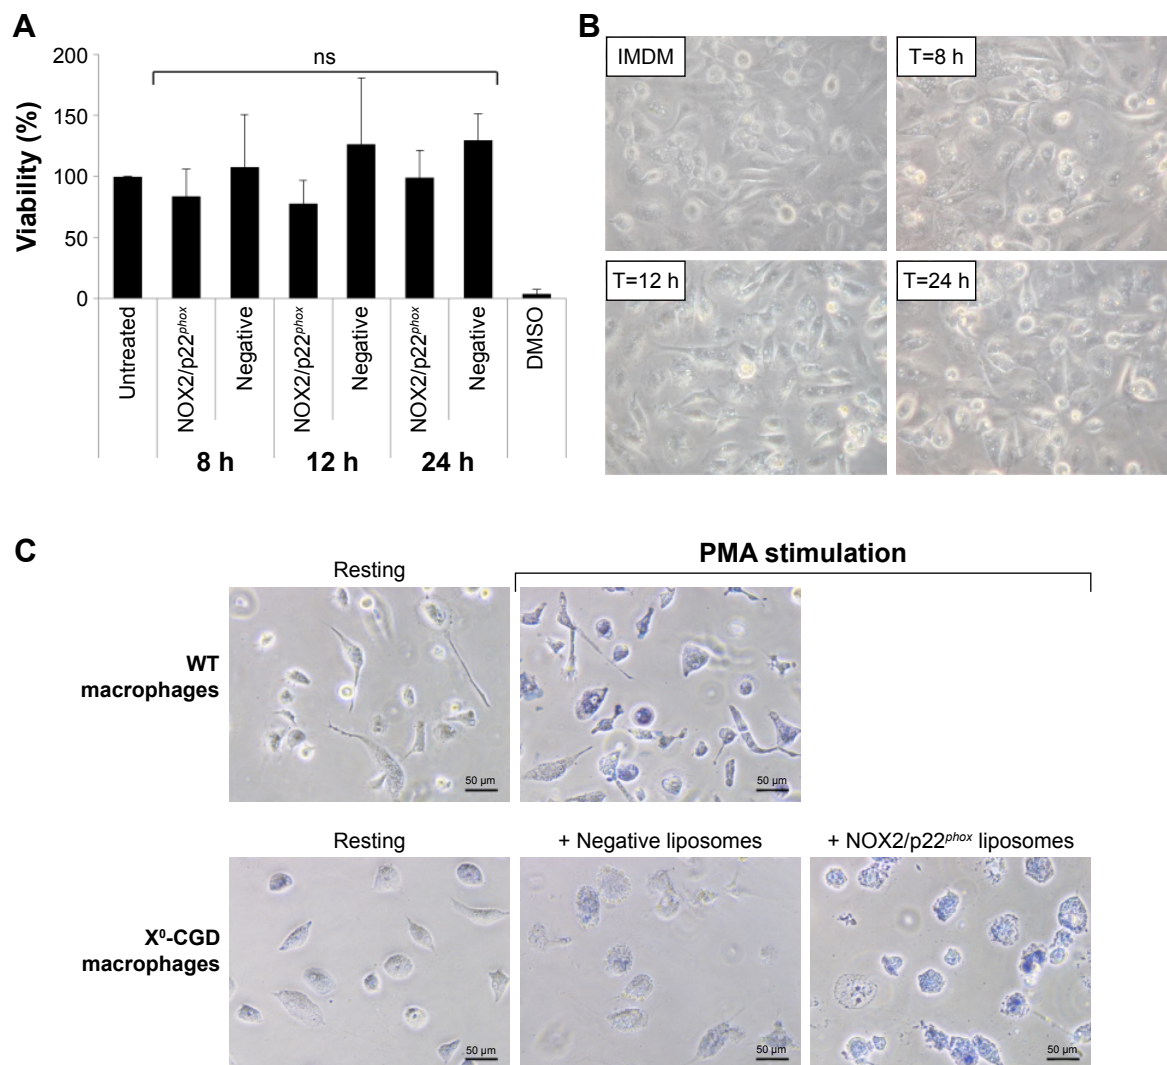 A
Viability (%)
200
150
100
50
0
ns
Untreated
NOX2/p22phox
Negative
NOX2/p22phox
Negative
NOX2/p22phox
Negative
DMSO
8 h
12 h
24 h
B
IMDM
T=8 h
T=12 h
T=24 h
C
PMA stimulation
Resting
WT
macrophages
50 µm
50 µm
Resting
+ Negative liposomes
+ NOX2/p22phox liposomes
X⁰-CGD
macrophages
50 µm
50 µm
50 µm